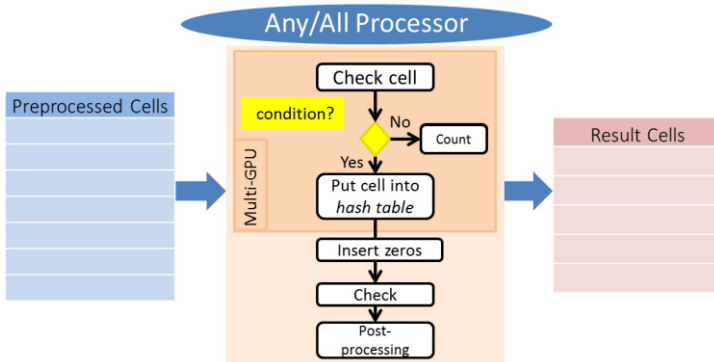 Any/All Processor
Preprocessed Cells
Check cell
condition?
No
Count
Yes
Multi-GPU
Put cell into
hash table
Insert zeros
Check
Post-
processing
Result Cells